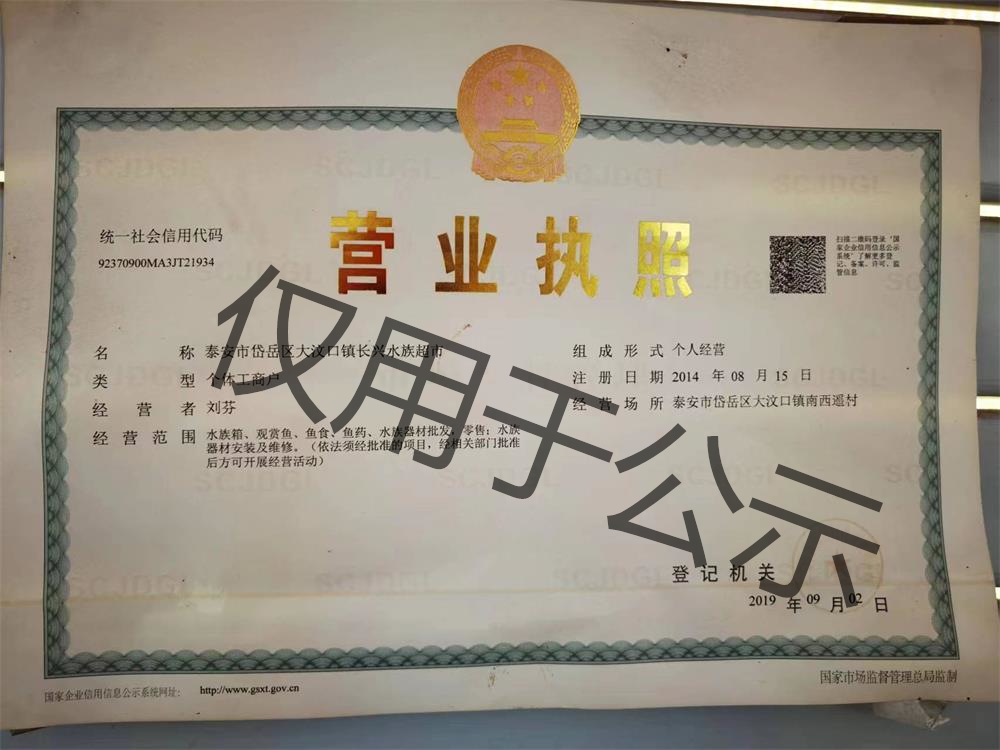 营业执照
统一社会信用代码
92370900MA3JT21934
扫描二维码登录“国
家企业信用信息公示
系统”了解更多登
记、备案、许可、监
管信息
名 称 泰安市岱岳区大汶口镇长兴水族超市
类 型 个体工商户
经 营 者 刘芬
经 营 范 围 水族箱、观赏鱼、鱼食、鱼药、水族器材批发、零售；水族
器材安装及维修。（依法须经批准的项目，经相关部门批准
后方可开展经营活动）
组 成 形 式 个人经营
注 册 日 期 2014 年 08 月 15 日
经 营 场 所 泰安市岱岳区大汶口镇南西遥村
仅用于公示
登 记 机 关
2019 年 09 月 02 日
国家企业信用信息公示系统网址： http://www.gsxt.gov.cn
国家市场监督管理总局监制
SCJDGL